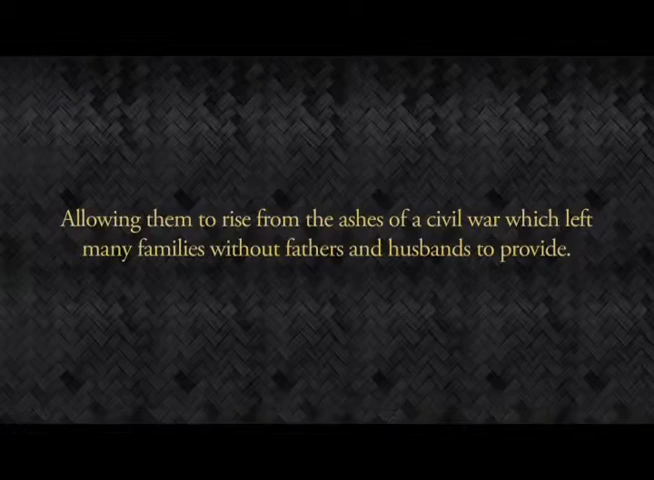 Allowing them to rise from the ashes of a civil war which left
many families without fathers and husbands to provide.